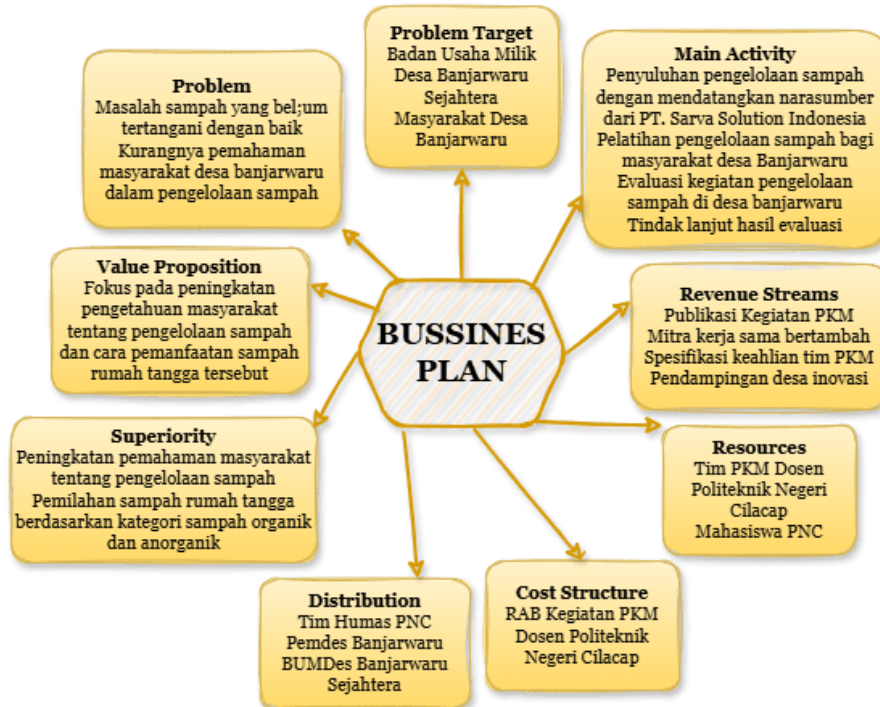 Problem Target
Badan Usaha Milik
Desa Banjarwaru
Sejahtera
Masyarakat Desa
Banjarwaru
Main Activity
Penyuluhan pengelolaan sampah
dengan mendatangkan narasumber
dari PT. Sarva Solution Indonesia
Pelatihan pengelolaan sampah bagi
masyarakat desa Banjarwaru
Evaluasi kegiatan pengelolaan
sampah di desa banjarwaru
Tindak lanjut hasil evaluasi
Problem
Masalah sampah yang bel;um
tertangani dengan baik
Kurangnya pemahaman
masyarakat desa banjarwaru
dalam pengelolaan sampah
Value Proposition
Fokus pada peningkatan
pengetahuan masyarakat
tentang pengelolaan sampah
dan cara pemanfaatan sampah
rumah tangga tersebut
BUSSINES
PLAN
Revenue Streams
Publikasi Kegiatan PKM
Mitra kerja sama bertambah
Spesifikasi keahlian tim PKM
Pendampingan desa inovasi
Superiority
Peningkatan pemahaman masyarakat
tentang pengelolaan sampah
Pemilahan sampah rumah tangga
berdasarkan kategori sampah organik
dan anorganik
Resources
Tim PKM Dosen
Politeknik Negeri
Cilacap
Mahasiswa PNC
Distribution
Tim Humas PNC
Pemdes Banjarwaru
BUMDes Banjarwaru
Sejahtera
Cost Structure
RAB Kegiatan PKM
Dosen Politeknik
Negeri Cilacap